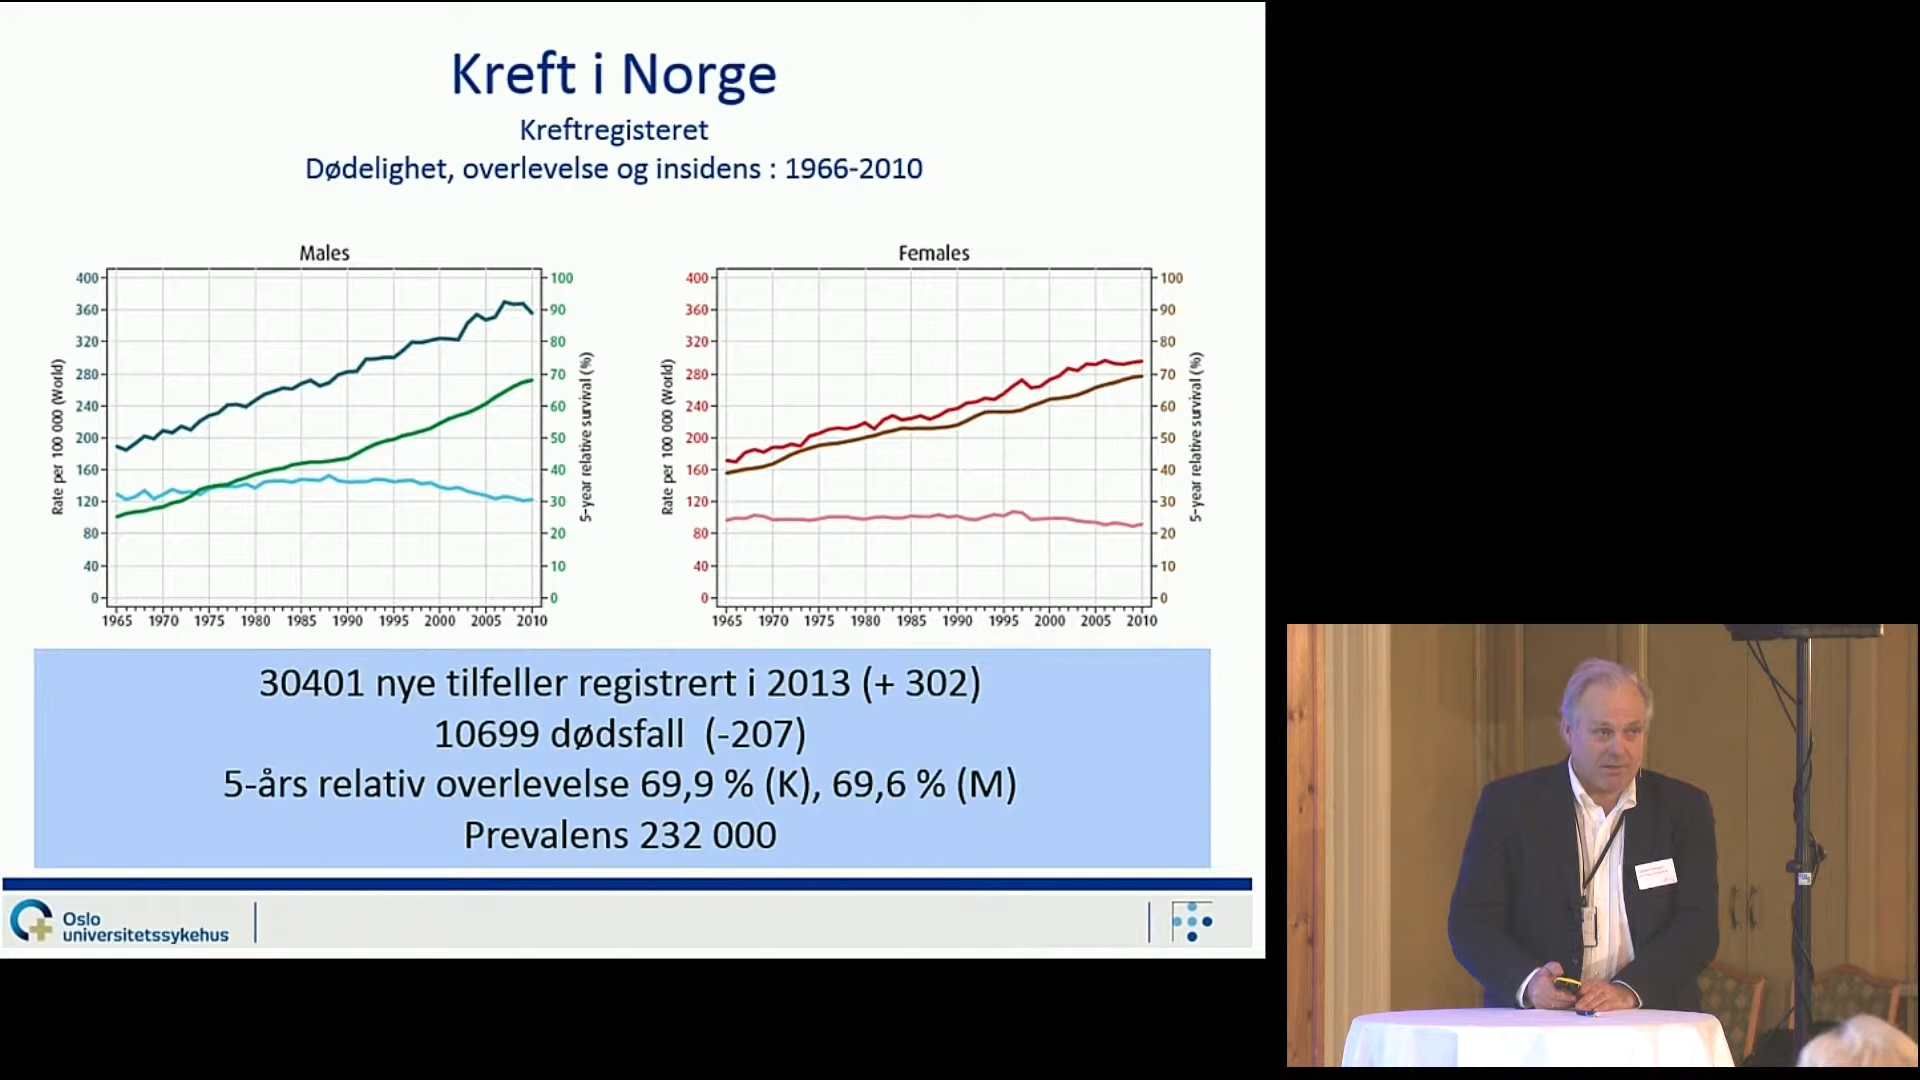 Kreft i Norge
Kreftregisteret
Dødelighet, overlevelse og insidens : 1966-2010
Males
Rate per 100 000 (World)
400
360
320
280
240
200
160
120
80
40
0
100
90
80
70
60
50
40
30
20
10
0
5-year relative survival (%)
1965 1970 1975 1980 1985 1990 1995 2000 2005 2010
Females
Rate per 100 000 (World)
400
360
320
280
240
200
160
120
80
40
0
100
90
80
70
60
50
40
30
20
10
0
5-year relative survival (%)
1965 1970 1975 1980 1985 1990 1995 2000 2005 2010
30401 nye tilfeller registrert i 2013 (+ 302)
10699 dødsfall (-207)
5-års relativ overlevelse 69,9 % (K), 69,6 % (M)
Prevalens 232 000
Oslo
universitetssykehus